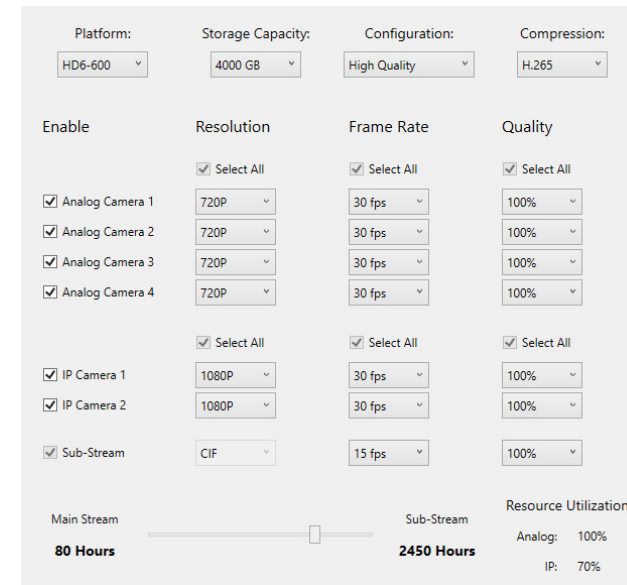 Platform: Storage Capacity: Configuration: Compression:
HD6-600 4000 GB High Quality H.265
Enable Resolution Frame Rate Quality
Select All Select All Select All
Analog Camera 1 720P 30 fps 100%
Analog Camera 2 720P 30 fps 100%
Analog Camera 3 720P 30 fps 100%
Analog Camera 4 720P 30 fps 100%
Select All Select All Select All
IP Camera 1 1080P 30 fps 100%
IP Camera 2 1080P 30 fps 100%
Sub-Stream CIF 15 fps 100%
Resource Utilization
Main Stream Sub-Stream
Analog: 100%
80 Hours 2450 Hours
IP: 70%